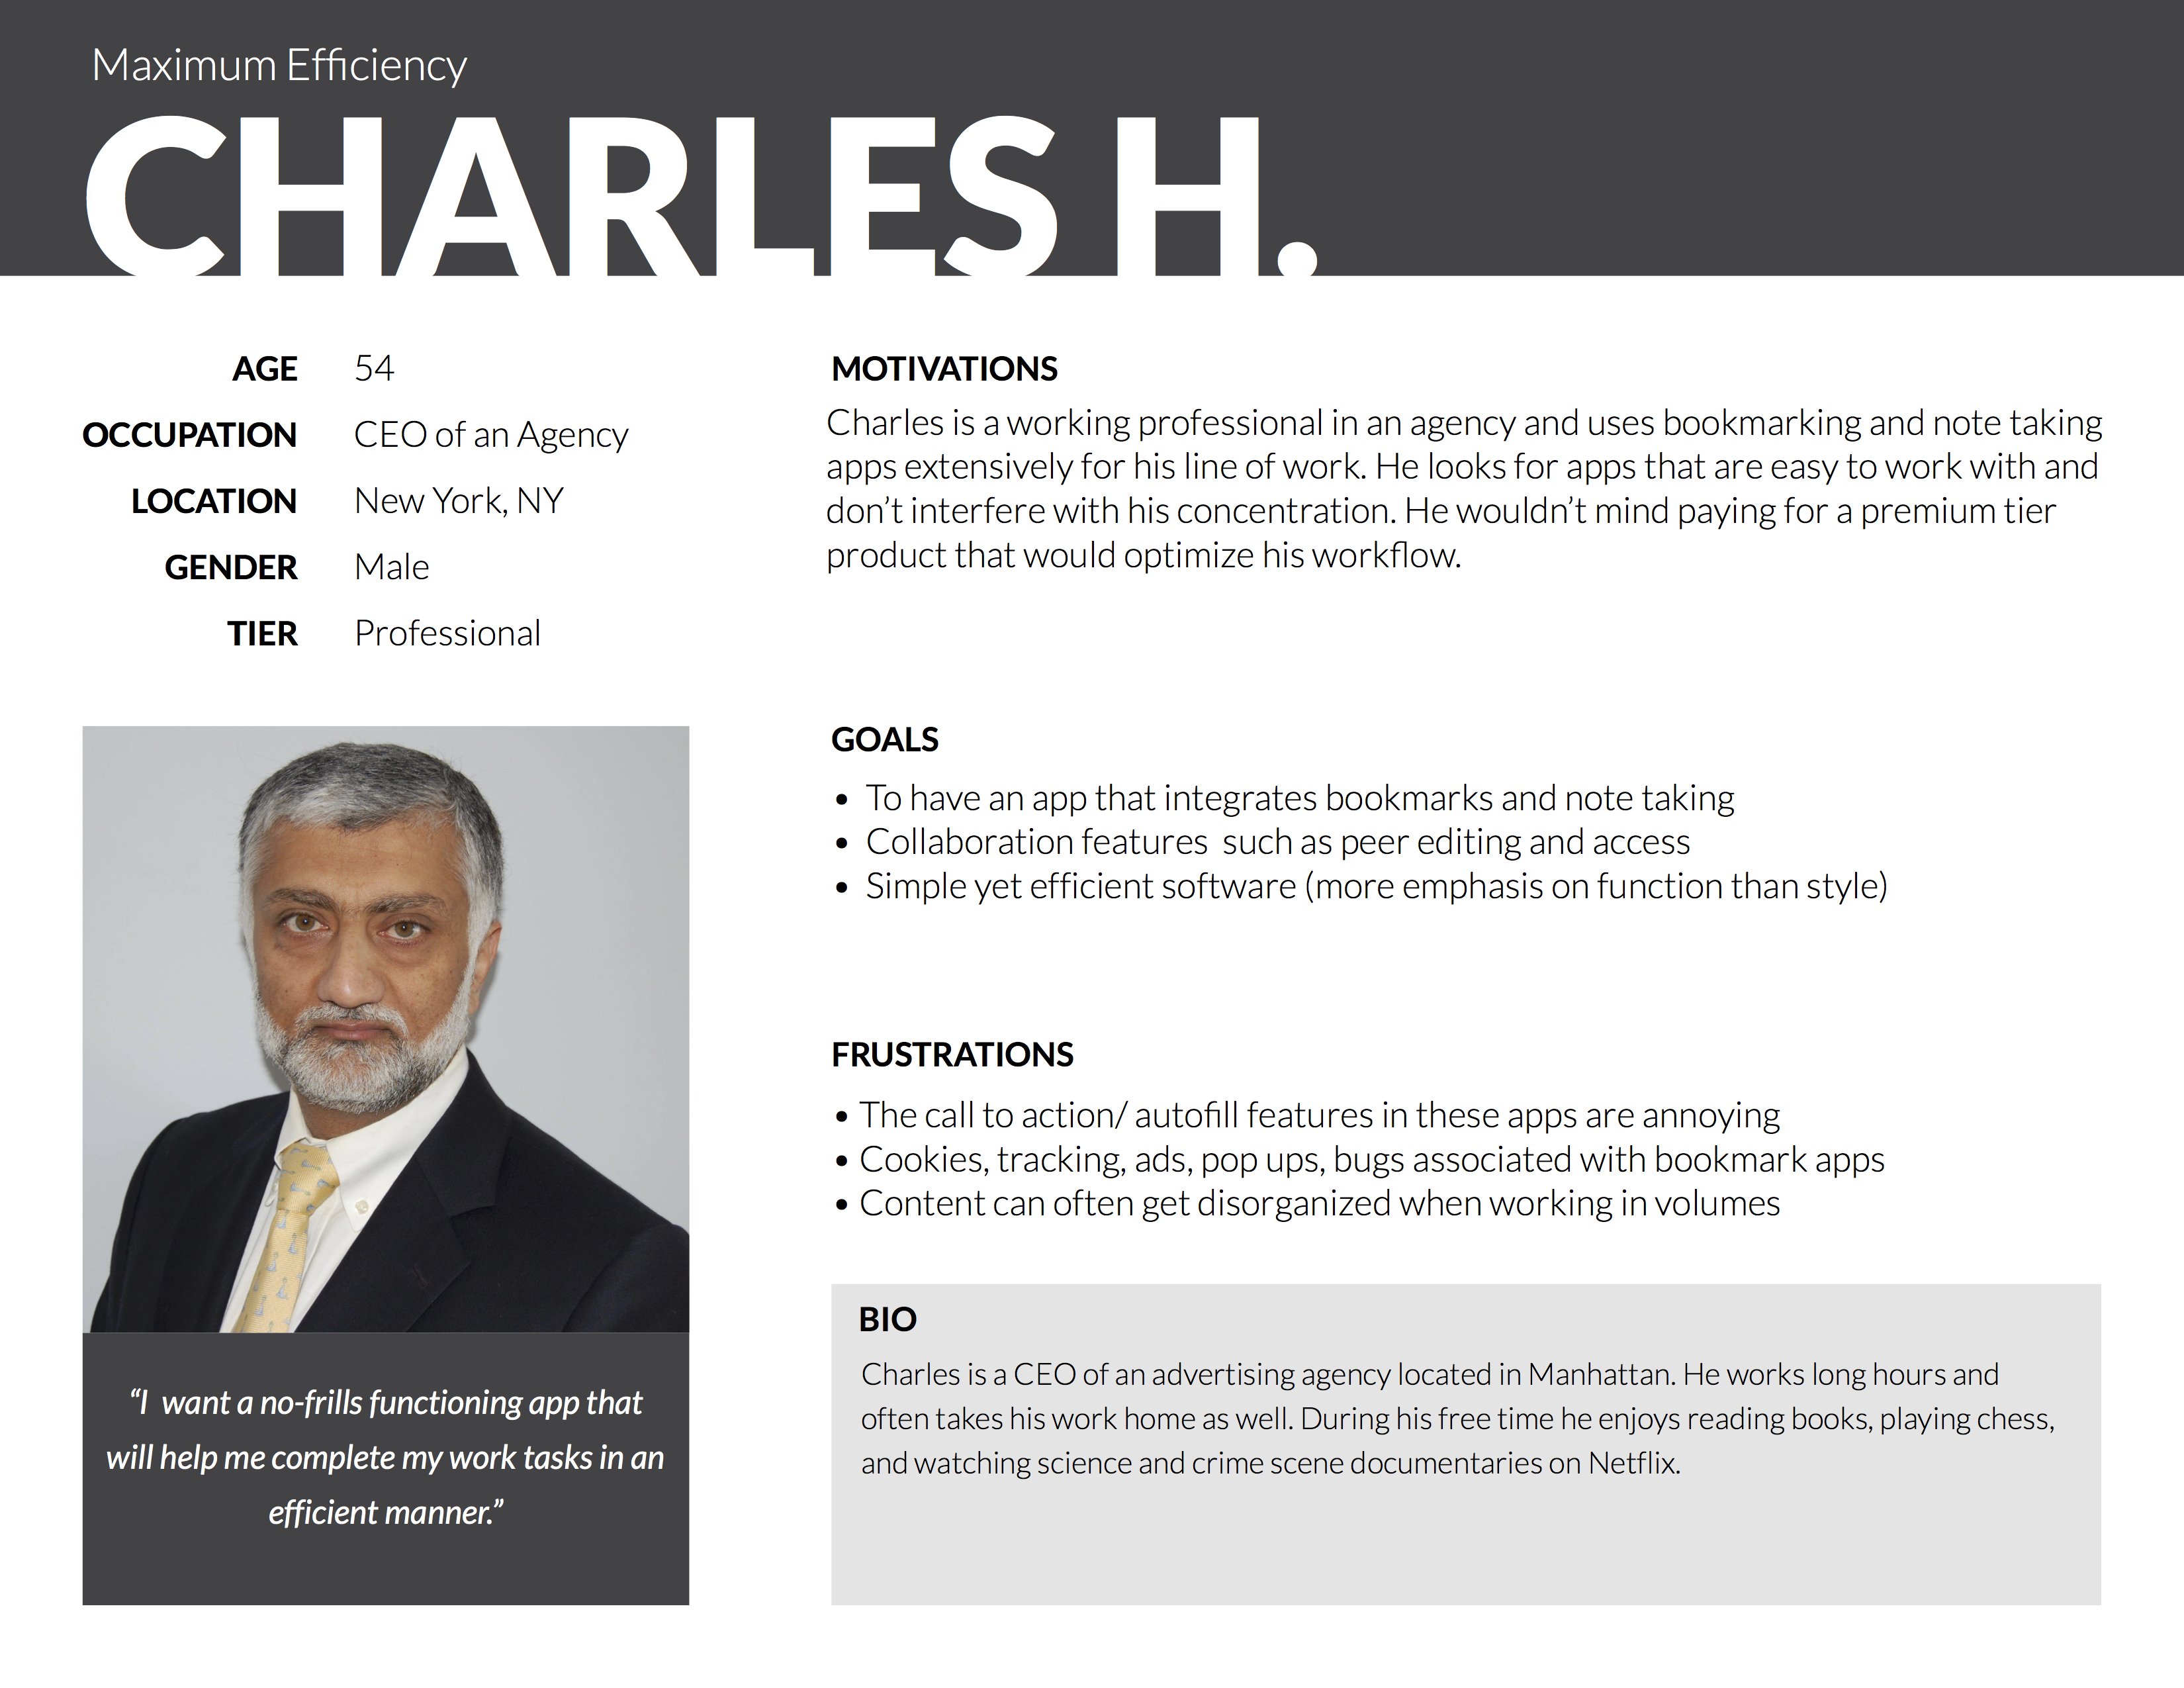 Maximum Efficiency
CHARLES H.
AGE 54
OCCUPATION CEO of an Agency
LOCATION New York, NY
GENDER Male
TIER Professional
“I  want a no-frills functioning app that
will help me complete my work tasks in an
efficient manner.”
MOTIVATIONS
Charles is a working professional in an agency and uses bookmarking and note taking
apps extensively for his line of work. He looks for apps that are easy to work with and
don’t interfere with his concentration. He wouldn’t mind paying for a premium tier
product that would optimize his workflow.
GOALS
• To have an app that integrates bookmarks and note taking
• Collaboration features  such as peer editing and access
• Simple yet efficient software (more emphasis on function than style)
FRUSTRATIONS
• The call to action/ autofill features in these apps are annoying
• Cookies, tracking, ads, pop ups, bugs associated with bookmark apps
• Content can often get disorganized when working in volumes
BIO
Charles is a CEO of an advertising agency located in Manhattan. He works long hours and
often takes his work home as well. During his free time he enjoys reading books, playing chess,
and watching science and crime scene documentaries on Netflix.